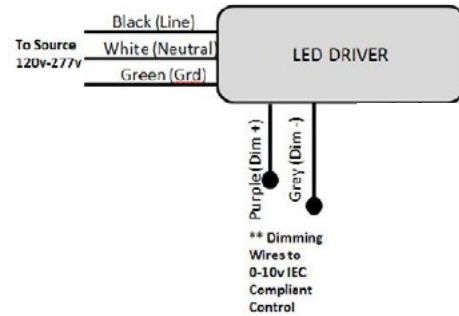 Black (Line)
To Source
120v-277v
White (Neutral)
Green (Grd)
LED DRIVER
Purple (Dim +)
Grey (Dim -)
** Dimming
Wires to
0-10v IEC
Compliant
Control